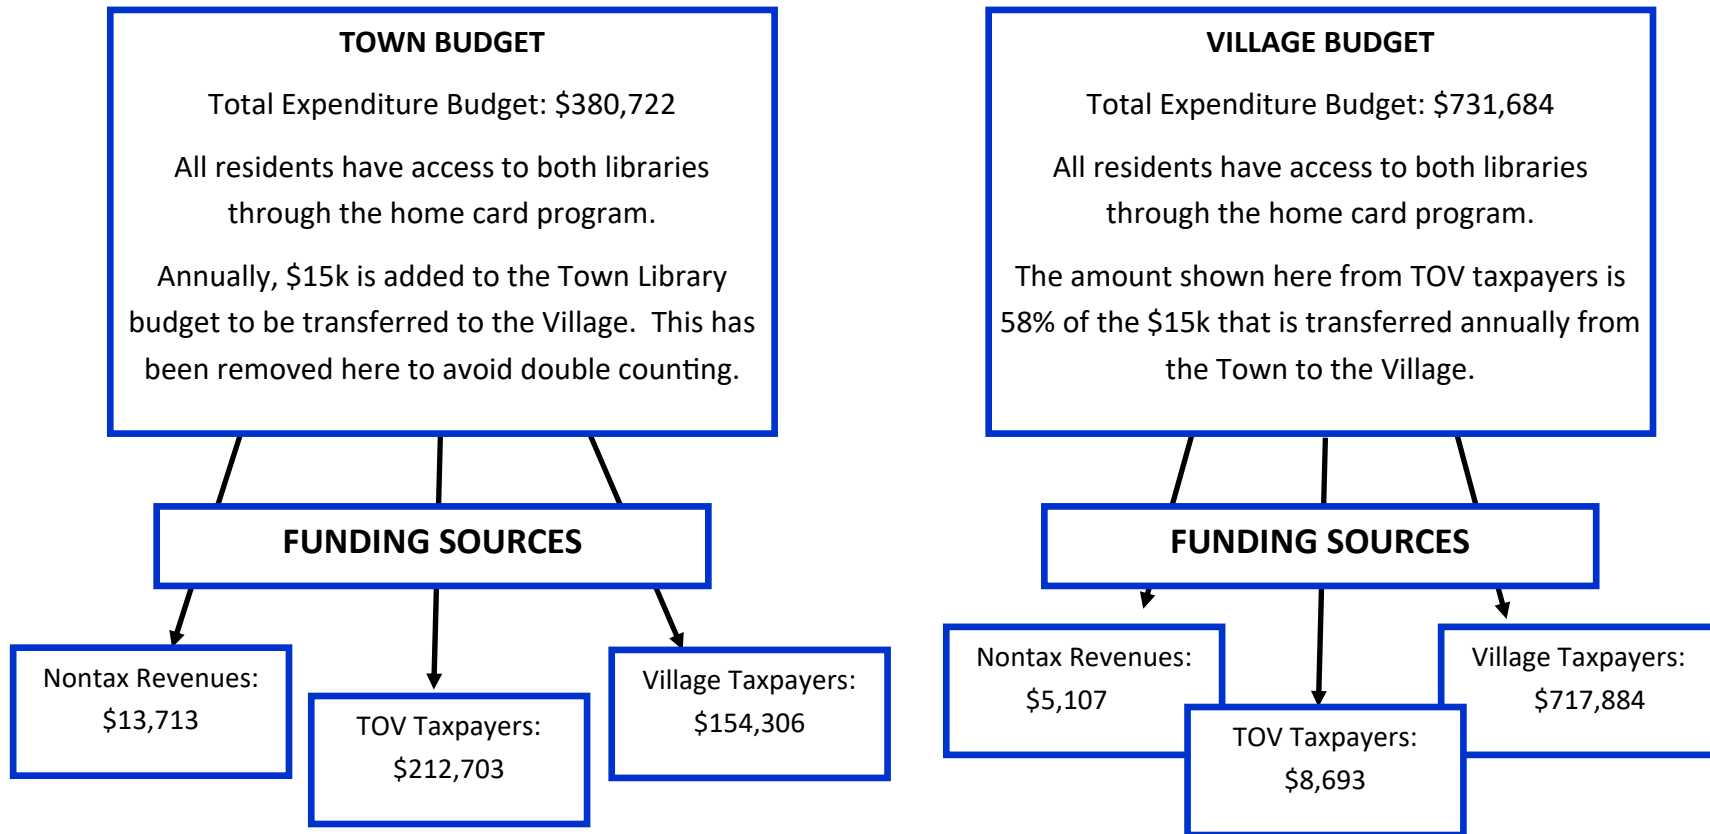 TOWN BUDGET
Total Expenditure Budget: $380,722
All residents have access to both libraries
through the home card program.
Annually, $15k is added to the Town Library
budget to be transferred to the Village.  This has
been removed here to avoid double counting.
FUNDING SOURCES
Nontax Revenues:
$13,713
TOV Taxpayers:
$212,703
Village Taxpayers:
$154,306
VILLAGE BUDGET
Total Expenditure Budget: $731,684
All residents have access to both libraries
through the home card program.
The amount shown here from TOV taxpayers is
58% of the $15k that is transferred annually from
the Town to the Village.
FUNDING SOURCES
Nontax Revenues:
$5,107
TOV Taxpayers:
$8,693
Village Taxpayers:
$717,884